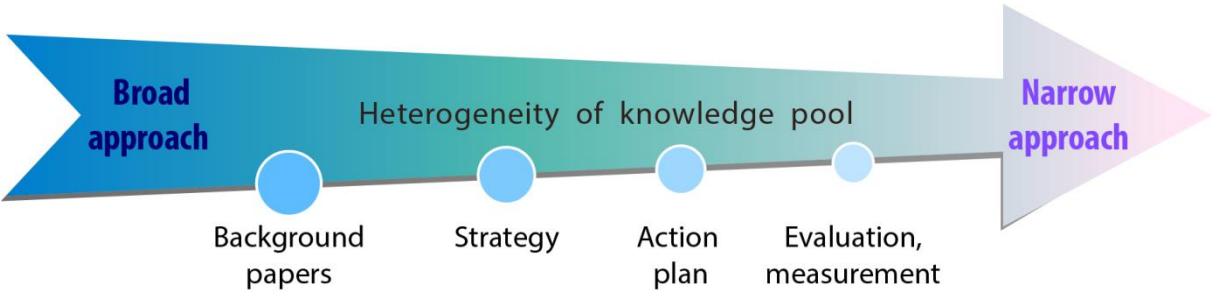 Broad
approach
Heterogeneity of knowledge pool
Narrow
approach
Background
papers
Strategy
Action
plan
Evaluation,
measurement